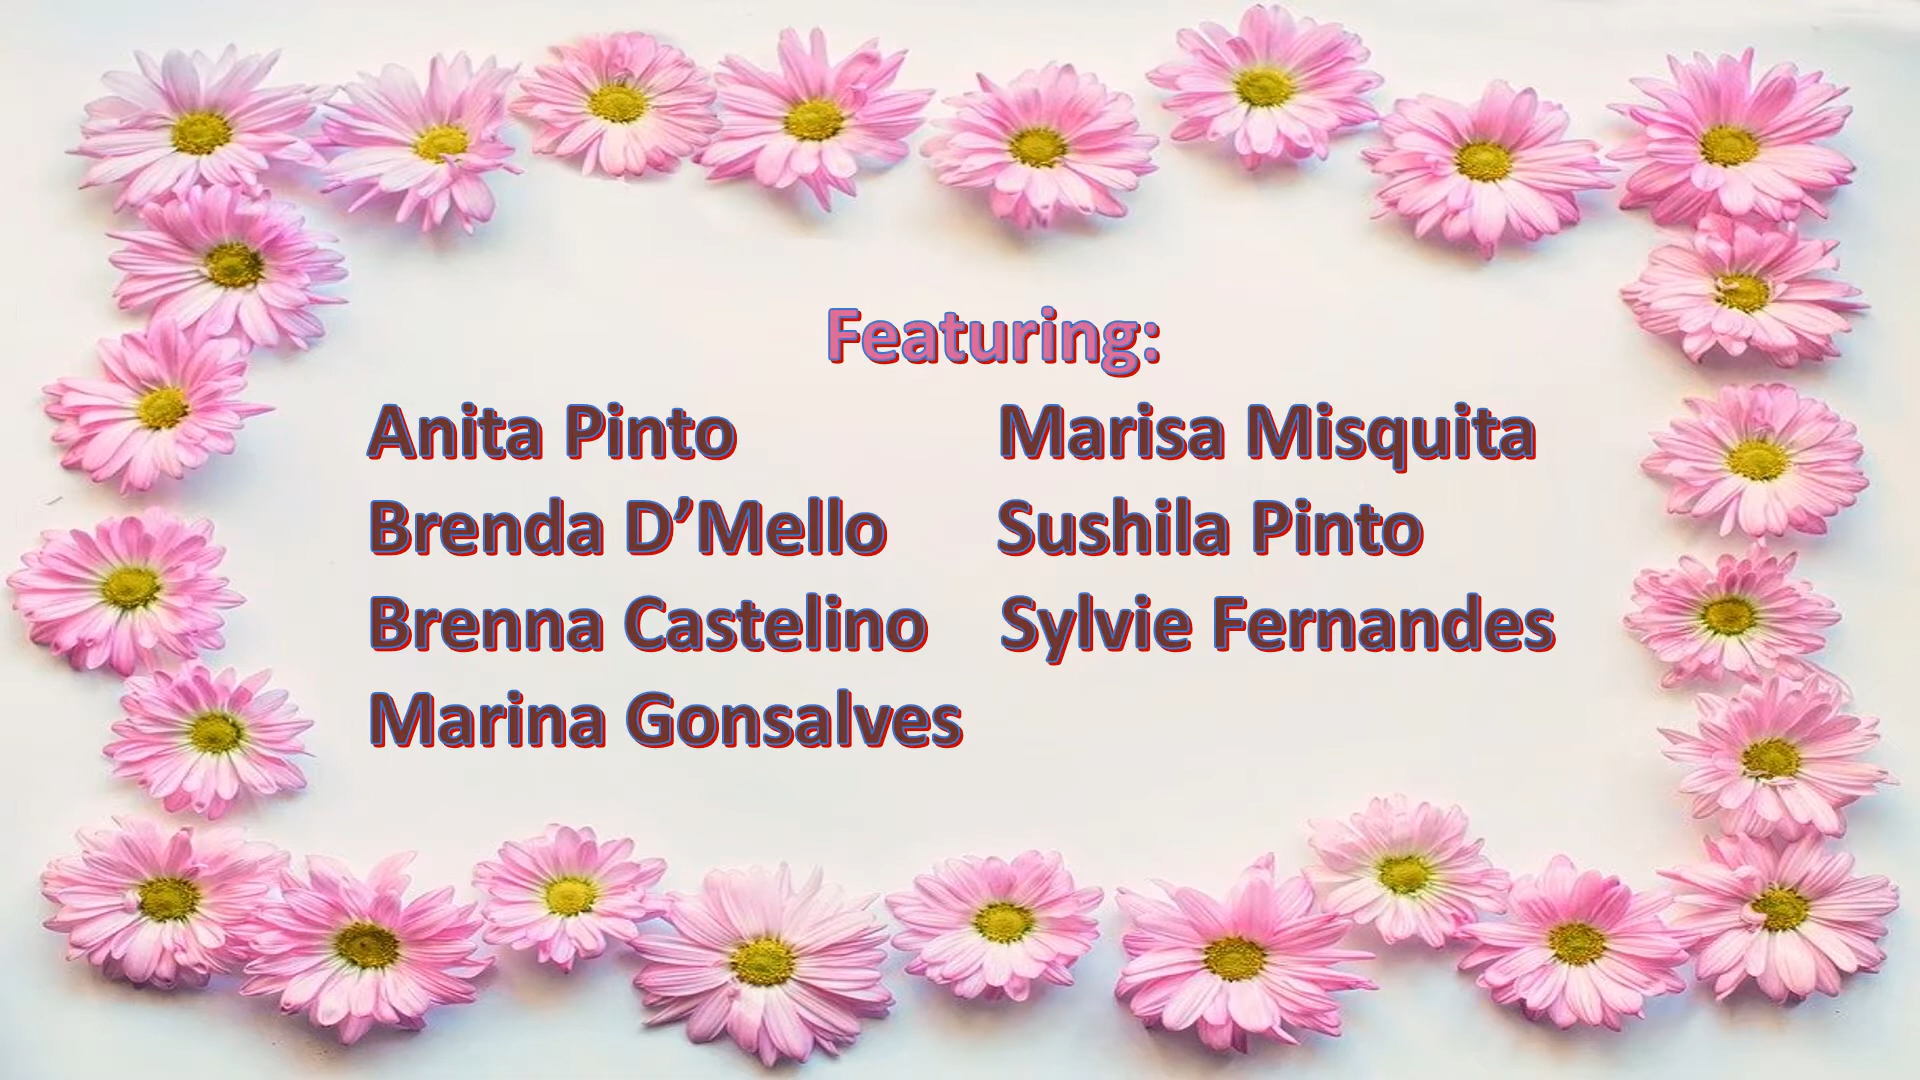 Featuring:
Anita Pinto
Brenda D’Mello
Brenna Castelino
Marina Gonsalves
Marisa Misquita
Sushila Pinto
Sylvie Fernandes